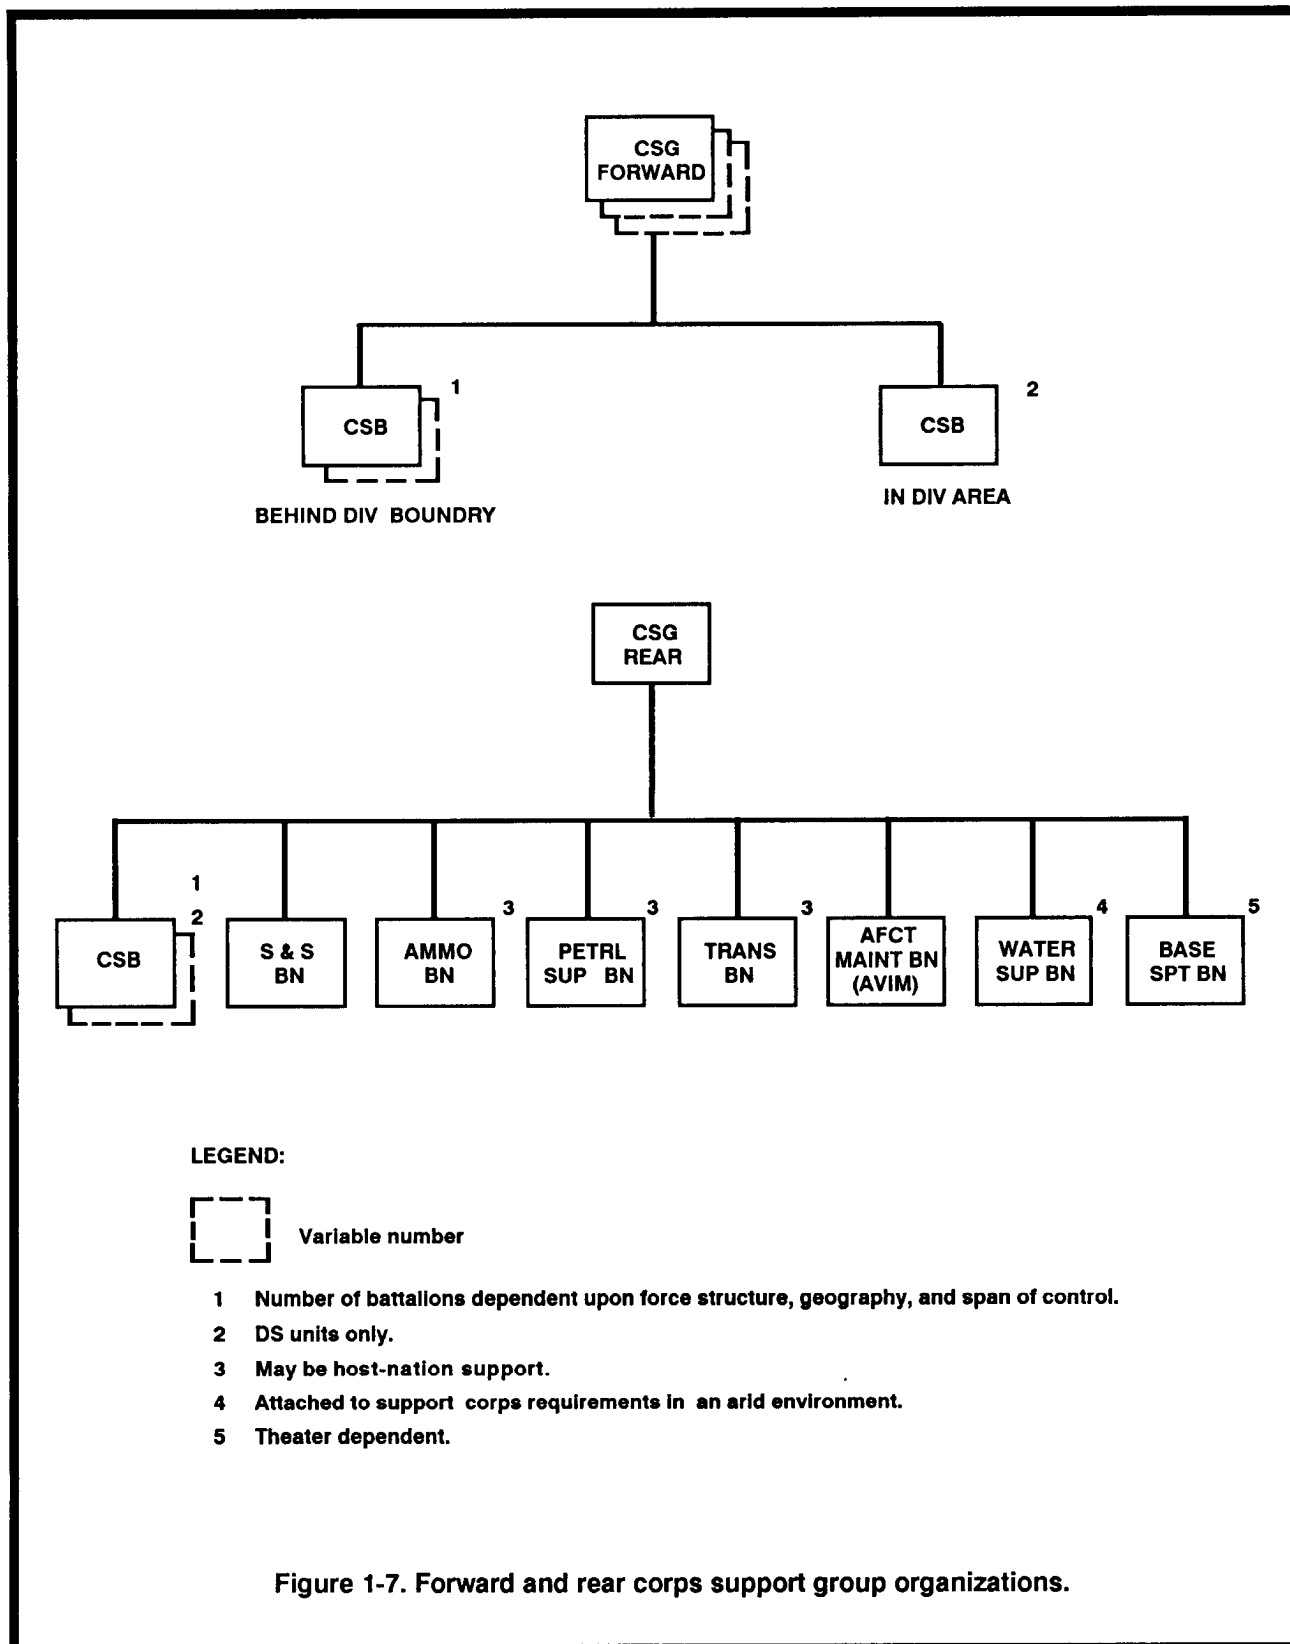 CSG
FORWARD
1
CSB
BEHIND DIV BOUNDRY
2
CSB
IN DIV AREA
CSG
REAR
1
2
CSB
S & S
BN
3
AMMO
BN
3
PETRL
SUP BN
3
TRANS
BN
AFCT
MAINT BN
(AVIM)
4
WATER
SUP BN
5
BASE
SPT BN
LEGEND:
Variable number
1 Number of battalions dependent upon force structure, geography, and span of control.
2 DS units only.
3 May be host-nation support.
4 Attached to support corps requirements in an arid environment.
5 Theater dependent.
Figure 1-7. Forward and rear corps support group organizations.